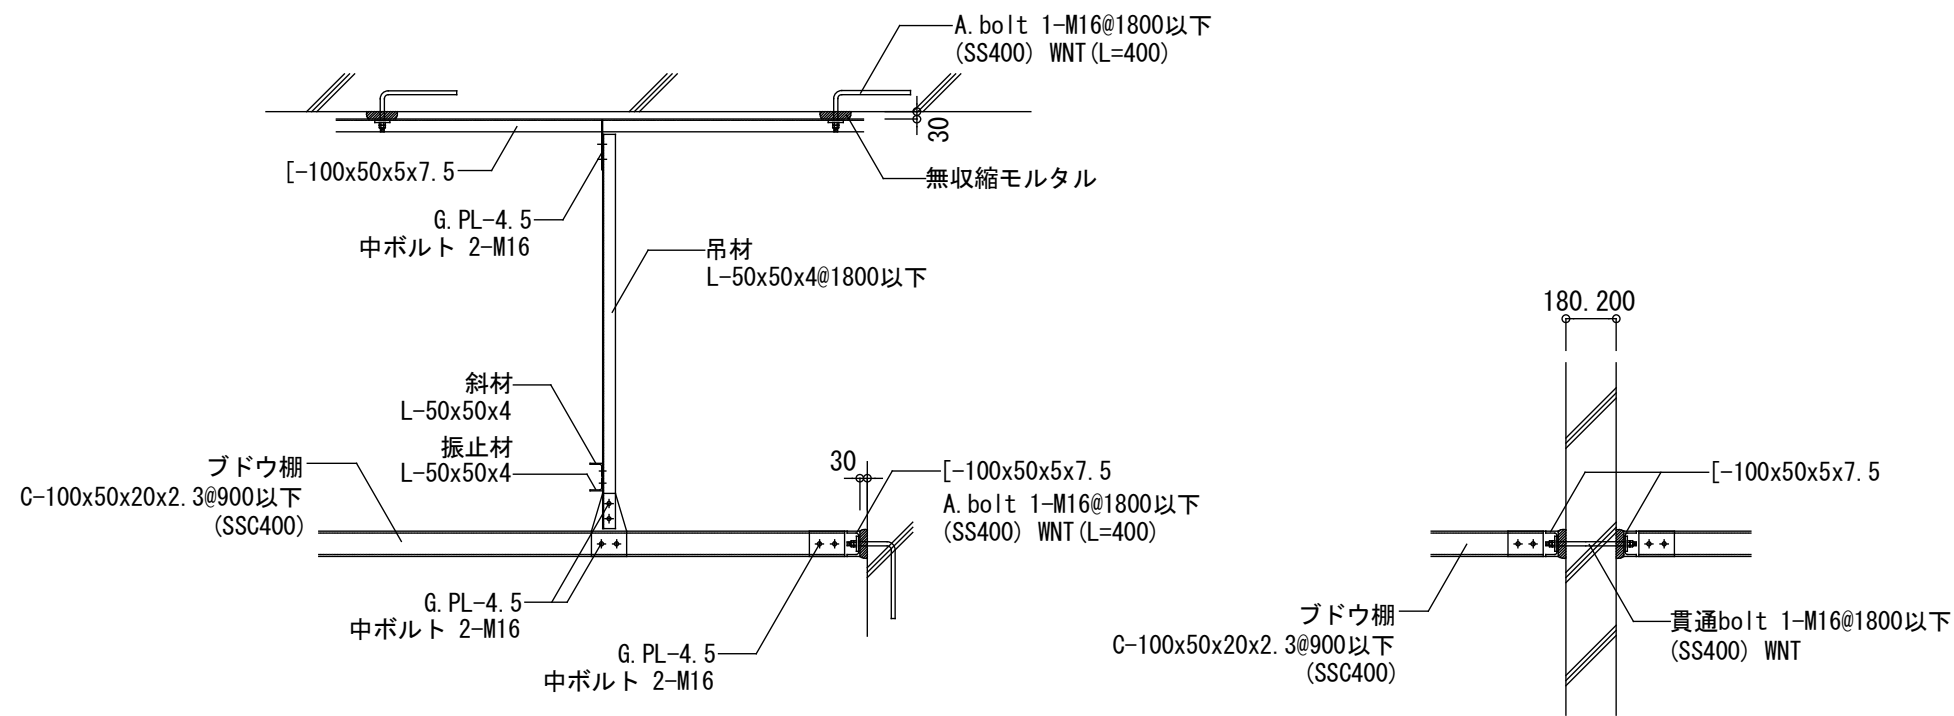 A.bolt 1-M16@1800以下
(SS400) WNT(L=400)
30
[-100x50x5x7.5
無収縮モルタル
G.PL-4.5
中ボルト 2-M16
吊材
L-50x50x4@1800以下
斜材
L-50x50x4
振止材
L-50x50x4
ブドウ棚
C-100x50x20x2.3@900以下
(SSC400)
30
[-100x50x5x7.5
A.bolt 1-M16@1800以下
(SS400) WNT(L=400)
G.PL-4.5
中ボルト 2-M16
G.PL-4.5
中ボルト 2-M16
180.200
[-100x50x5x7.5
ブドウ棚
C-100x50x20x2.3@900以下
(SSC400)
貫通bolt 1-M16@1800以下
(SS400) WNT